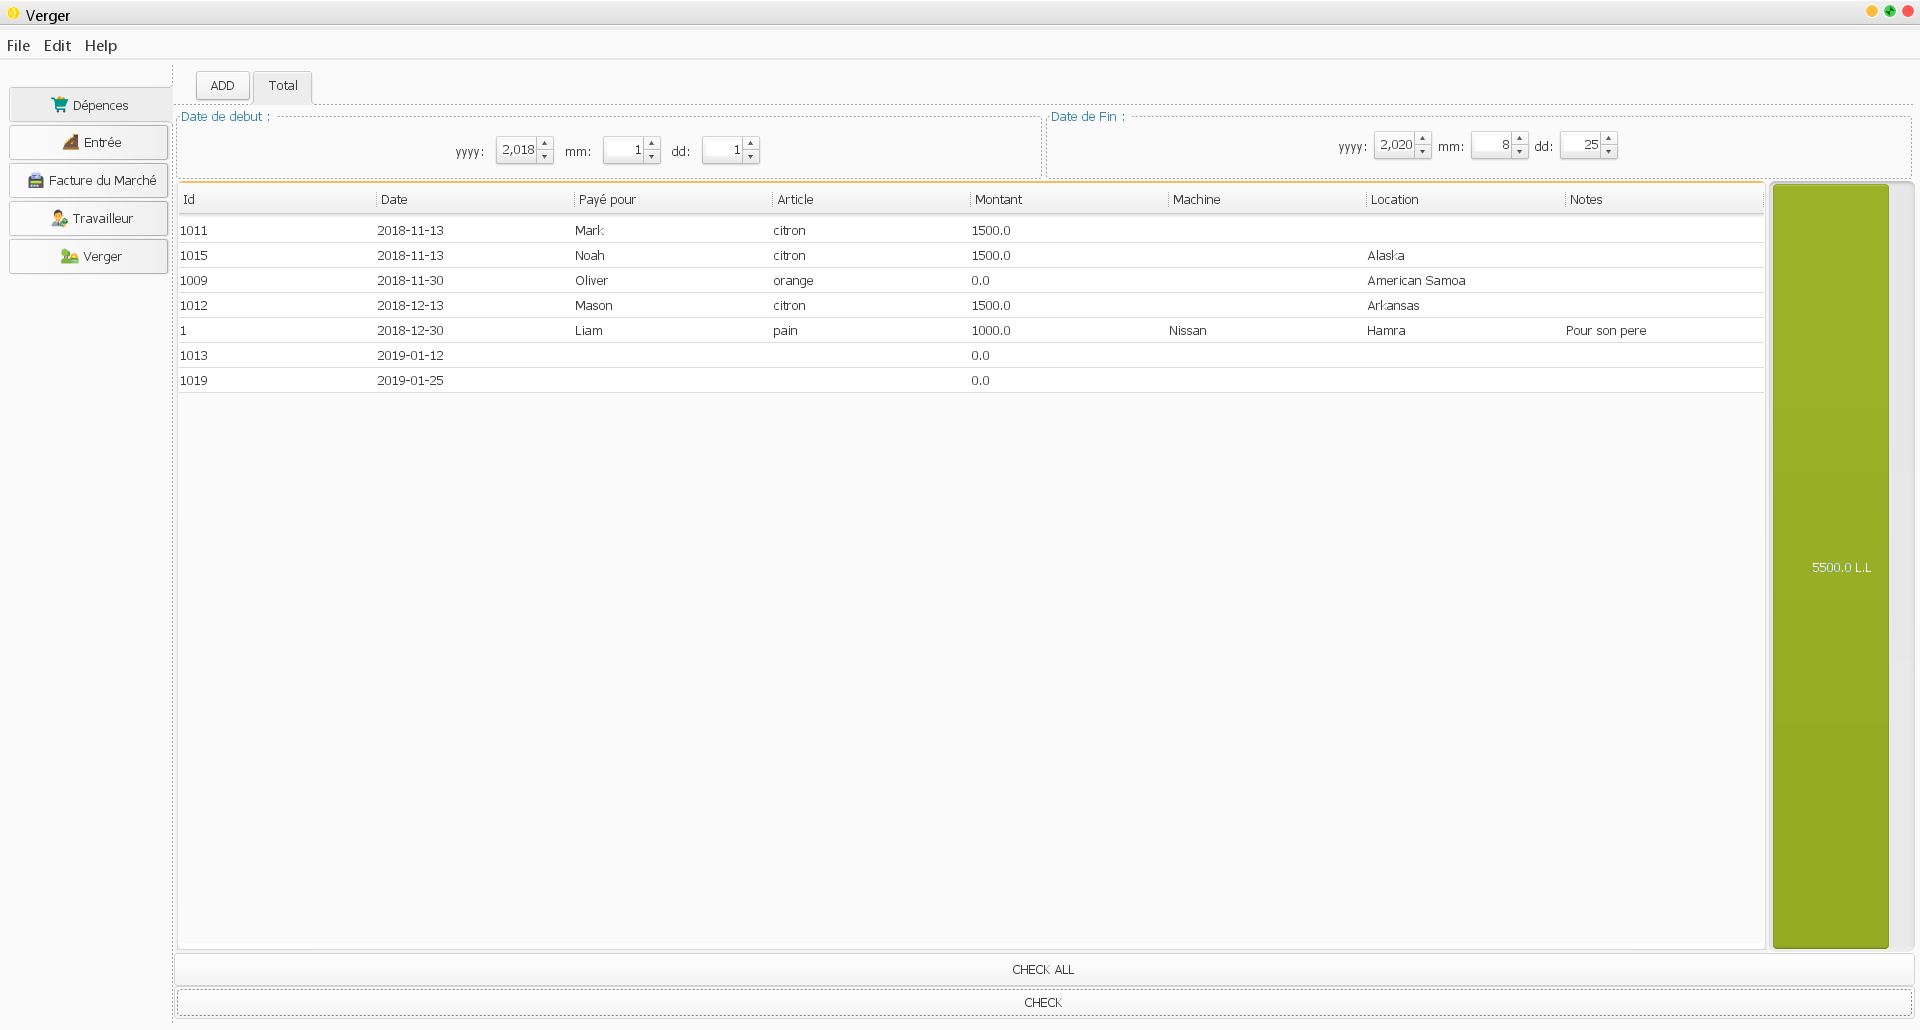 Verger
File Edit Help
ADD Total
Dépences
Entrée
Facture du Marché
Travailleur
Verger
Date de debut :
yyyy: 2,018 mm: 1 dd: 1
Date de Fin :
yyyy: 2,020 mm: 8 dd: 25
Id Date Payé pour Article Montant Machine Location Notes
1011 2018-11-13 Mark citron 1500.0
1015 2018-11-13 Noah citron 1500.0 Alaska
1009 2018-11-30 Oliver orange 0.0 American Samoa
1012 2018-12-13 Mason citron 1500.0 Arkansas
1 2018-12-30 Liam pain 1000.0 Nissan Hamra Pour son pere
1013 2019-01-12 0.0
1019 2019-01-25 0.0
5500.0 L.L
CHECK ALL
CHECK